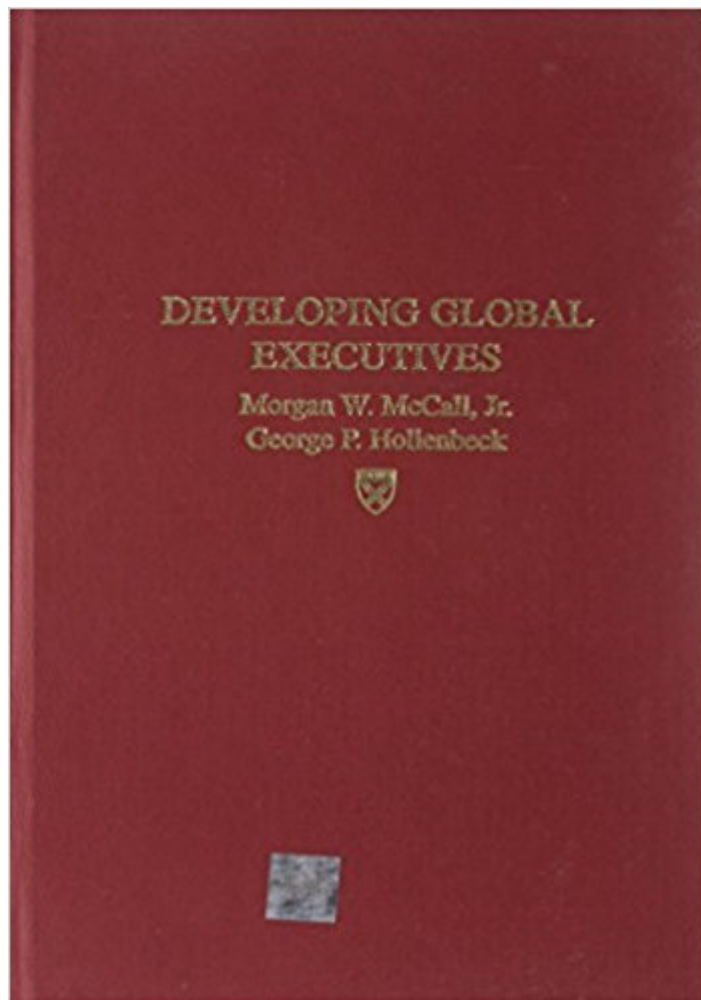 DEVELOPING GLOBAL
EXECUTIVES
Morgan W. McCall, Jr.
George P. Hollenbeck